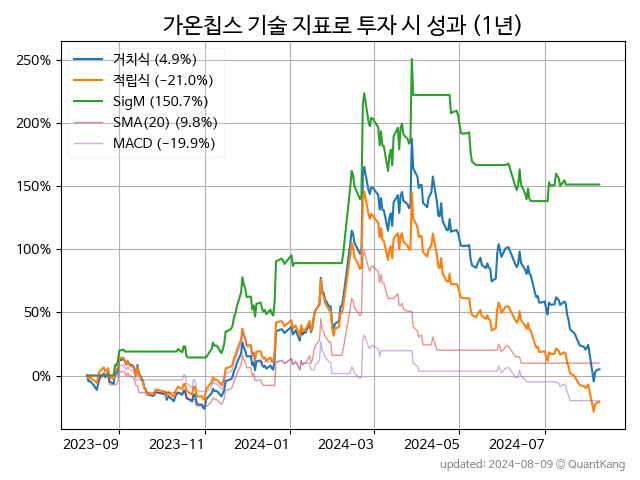 가온칩스 기술 지표로 투자 시 성과 (1년)
250%
200%
150%
100%
50%
0%
거치식 (4.9%)
적립식 (−21.0%)
SigM (150.7%)
SMA(20) (9.8%)
MACD (−19.9%)
2023-09
2023-11
2024-01
2024-03
2024-05
2024-07
updated: 2024-08-09 @ QuantKang